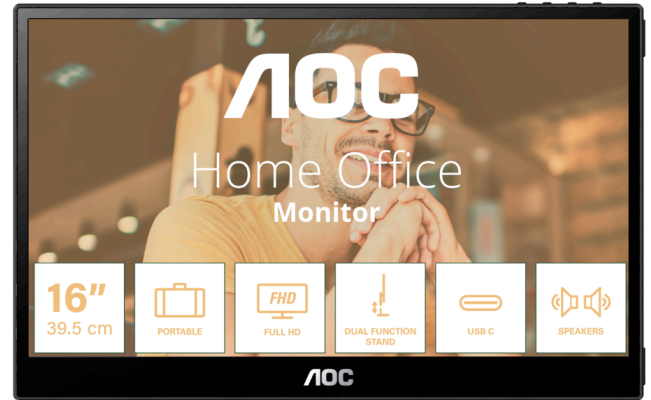 AOC
Home Office
Monitor
16"
39.5 cm
PORTABLE
FHD
FULL HD
DUAL FUNCTION
STAND
USB C
SPEAKERS
AOC